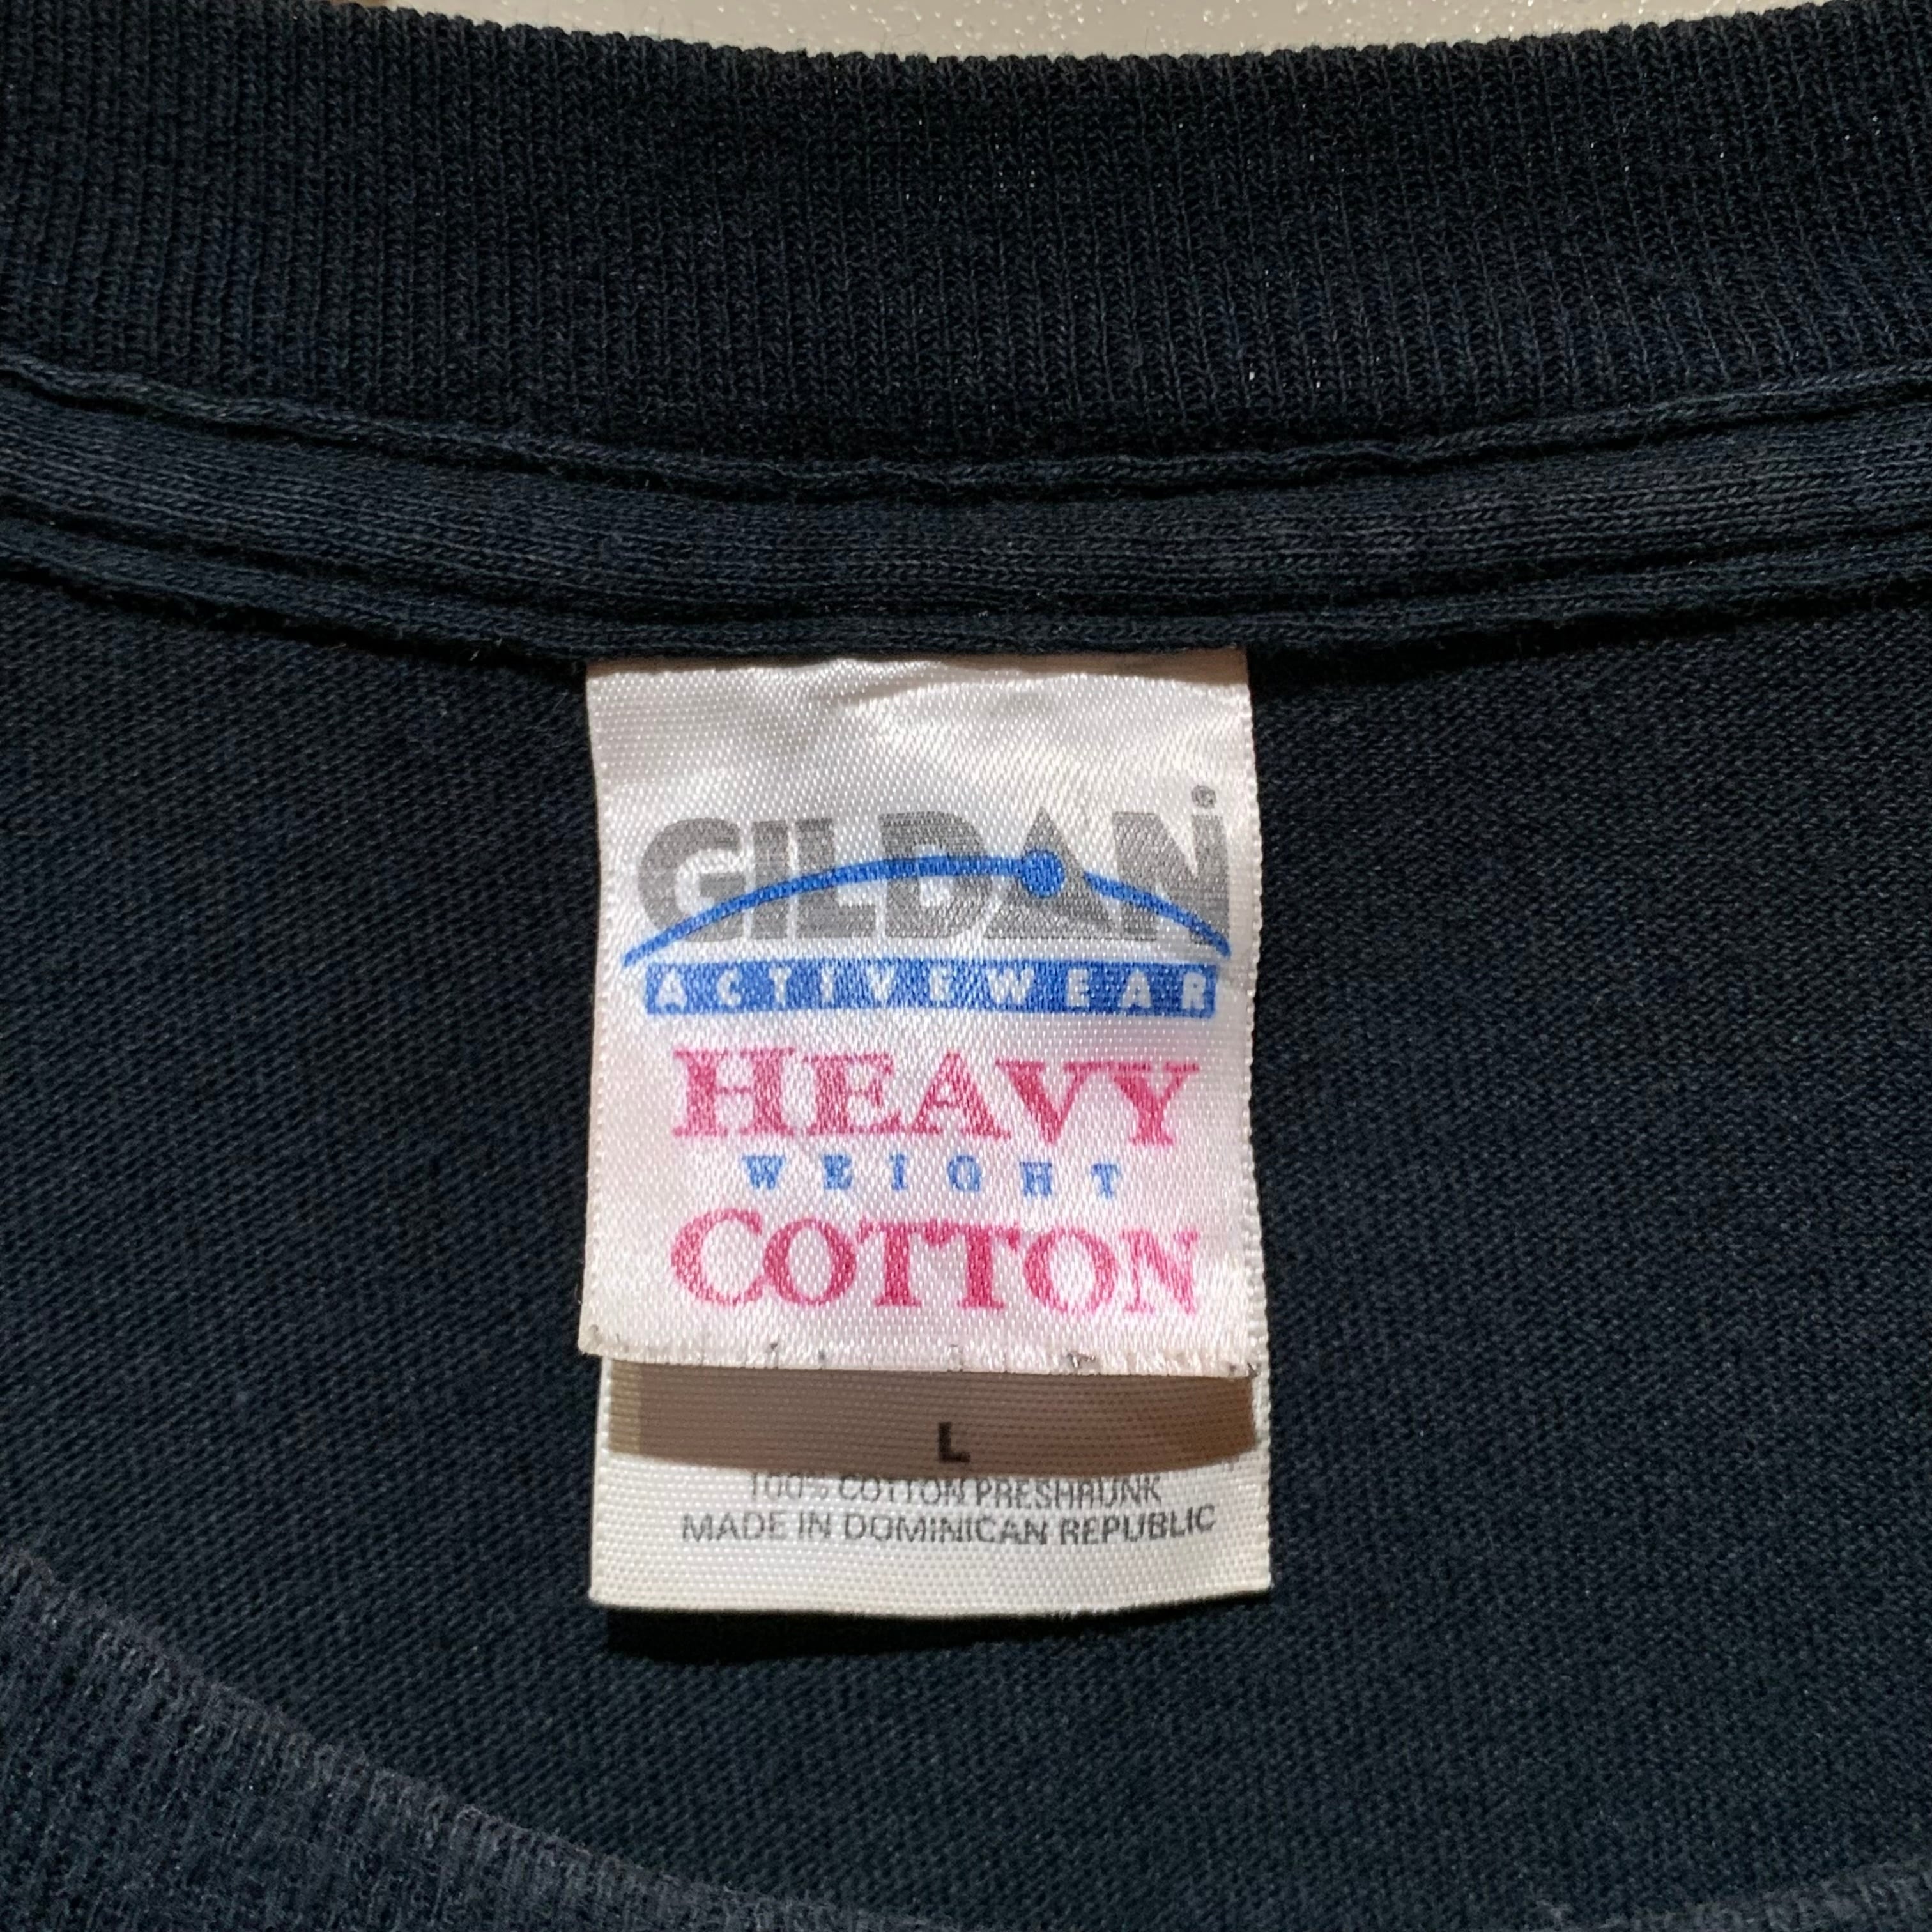 GILDAN®
ACTIVEWEAR
HEAVY
WEIGHT
COTTON
L
100% COTTON PRESHRUNK
MADE IN DOMINICAN REPUBLIC